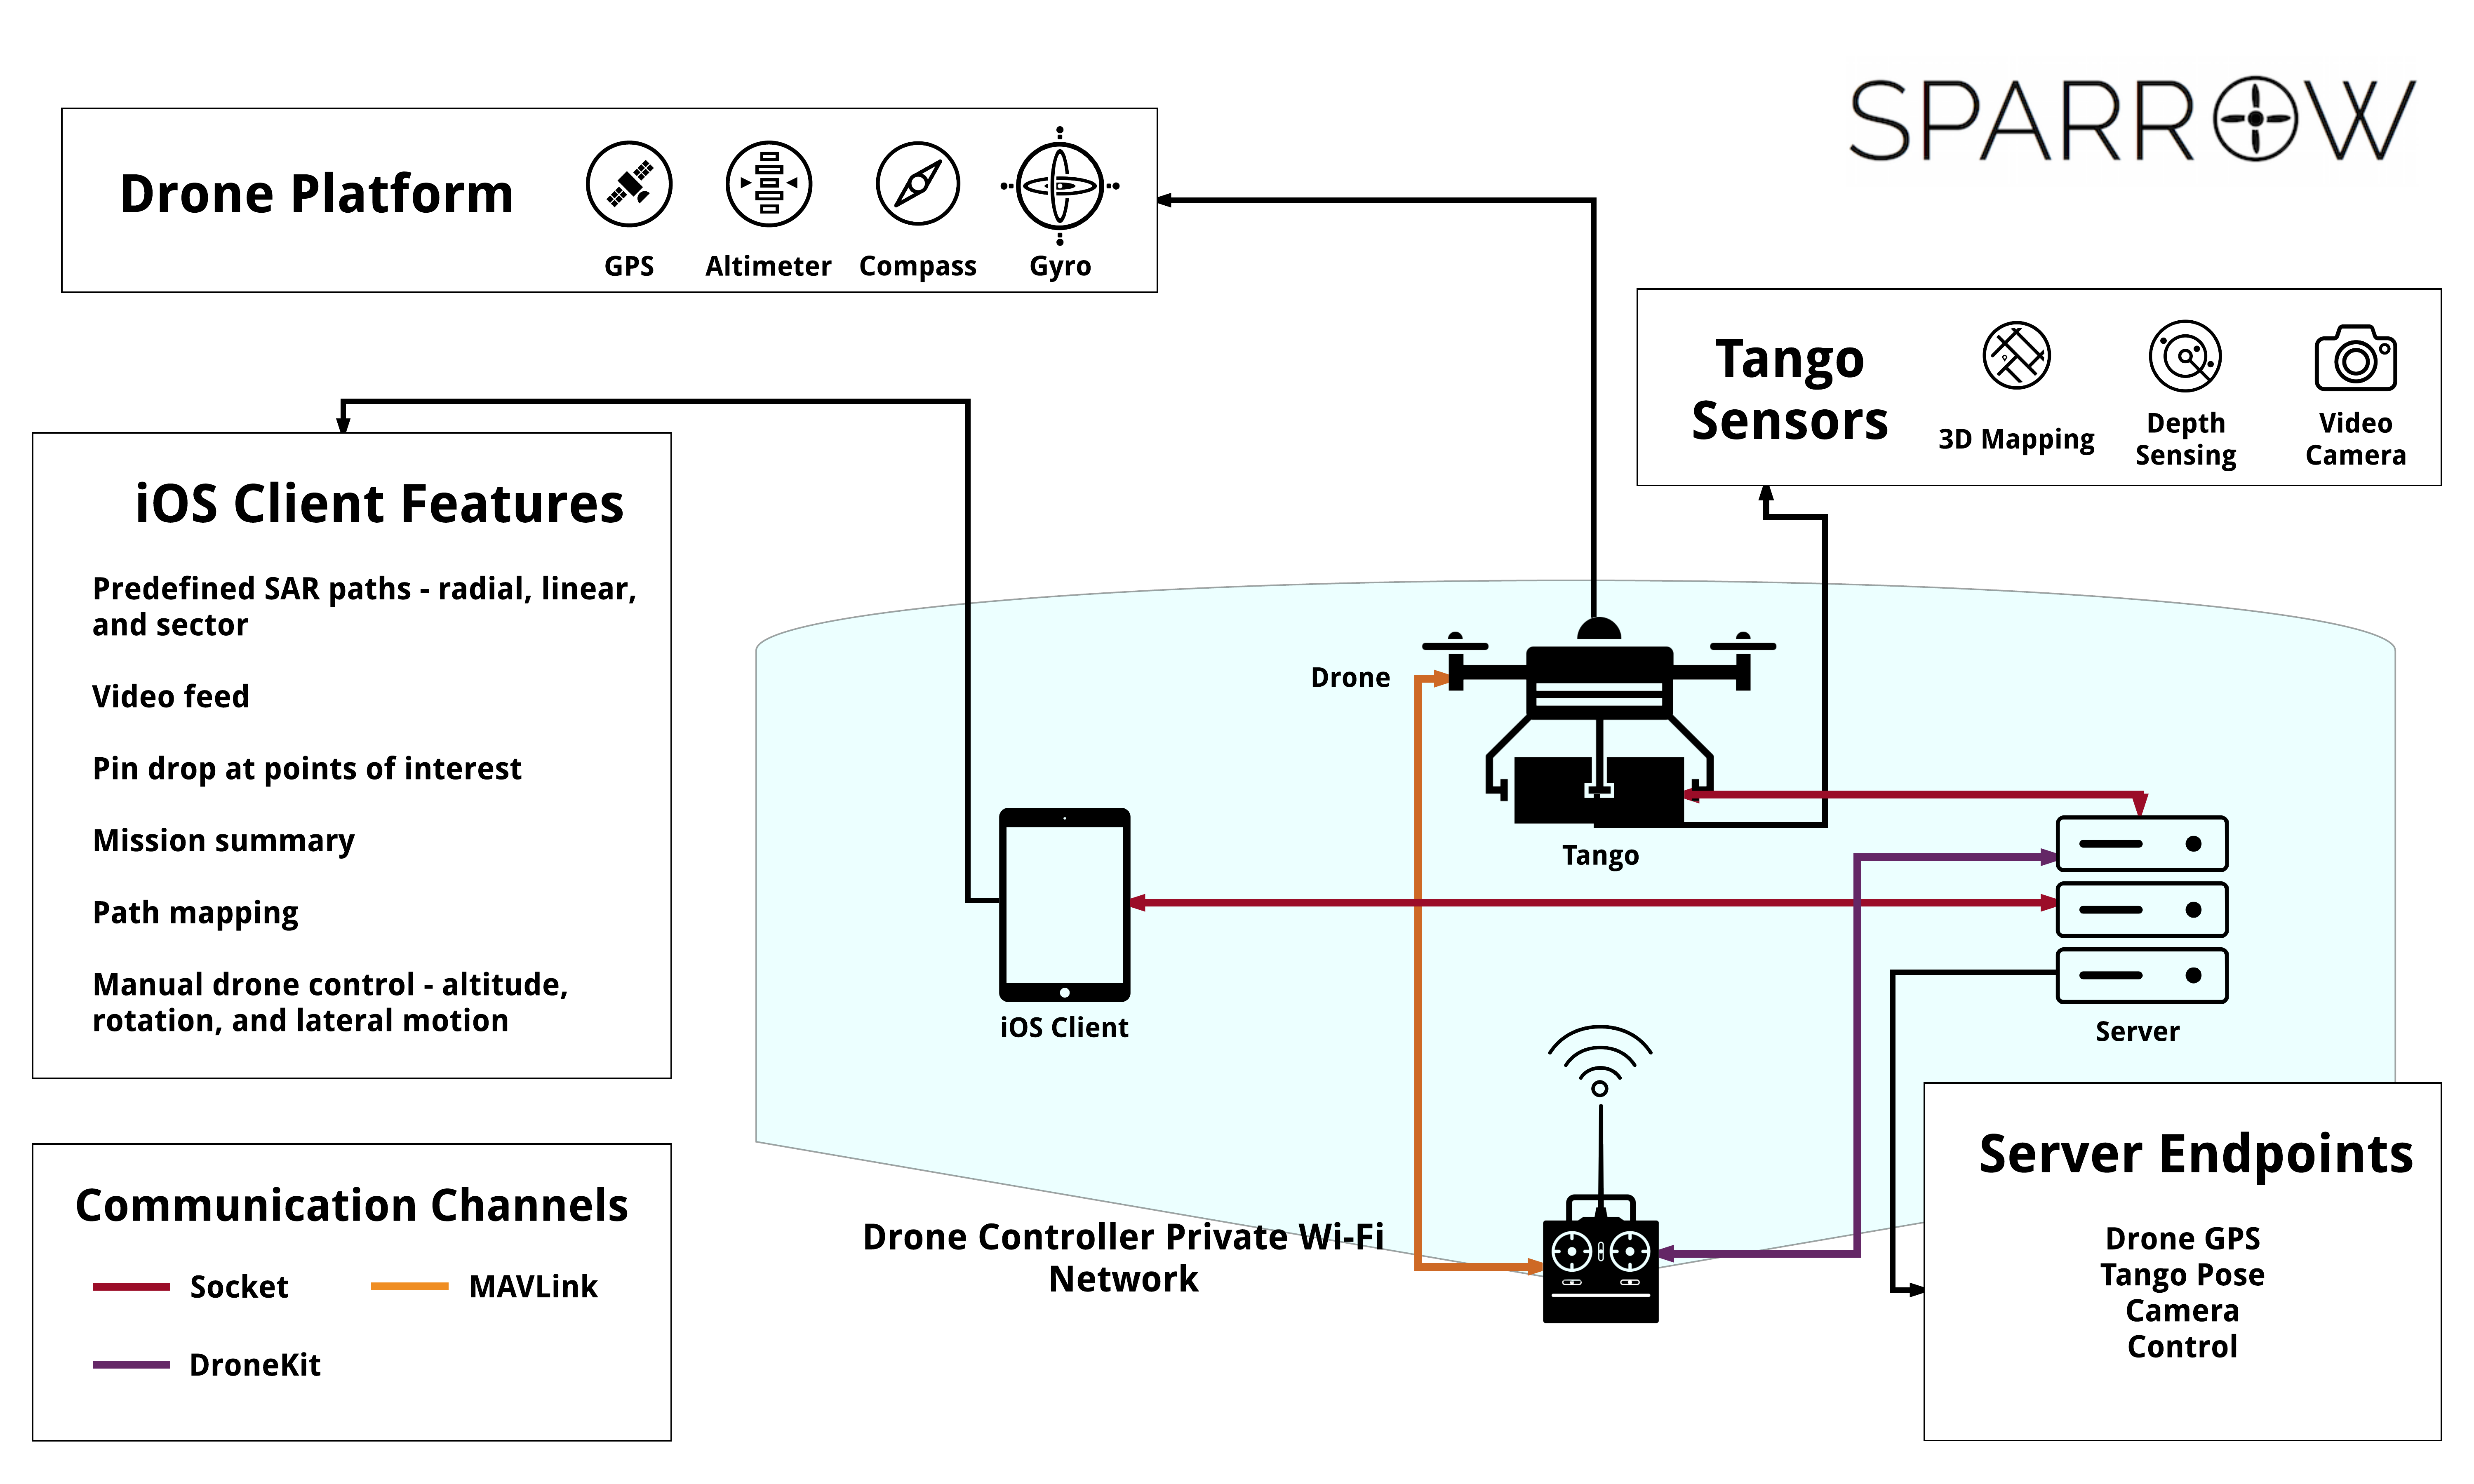 SPARROW
Drone Platform
GPS
Altimeter
Compass
Gyro
Tango
Sensors
3D Mapping
Depth
Sensing
Video
Camera
iOS Client Features
Predefined SAR paths - radial, linear,
and sector
Video feed
Pin drop at points of interest
Mission summary
Path mapping
Manual drone control - altitude,
rotation, and lateral motion
Drone
Tango
iOS Client
Server
Drone Controller Private Wi-Fi
Network
Communication Channels
Socket
MAVLink
DroneKit
Server Endpoints
Drone GPS
Tango Pose
Camera
Control